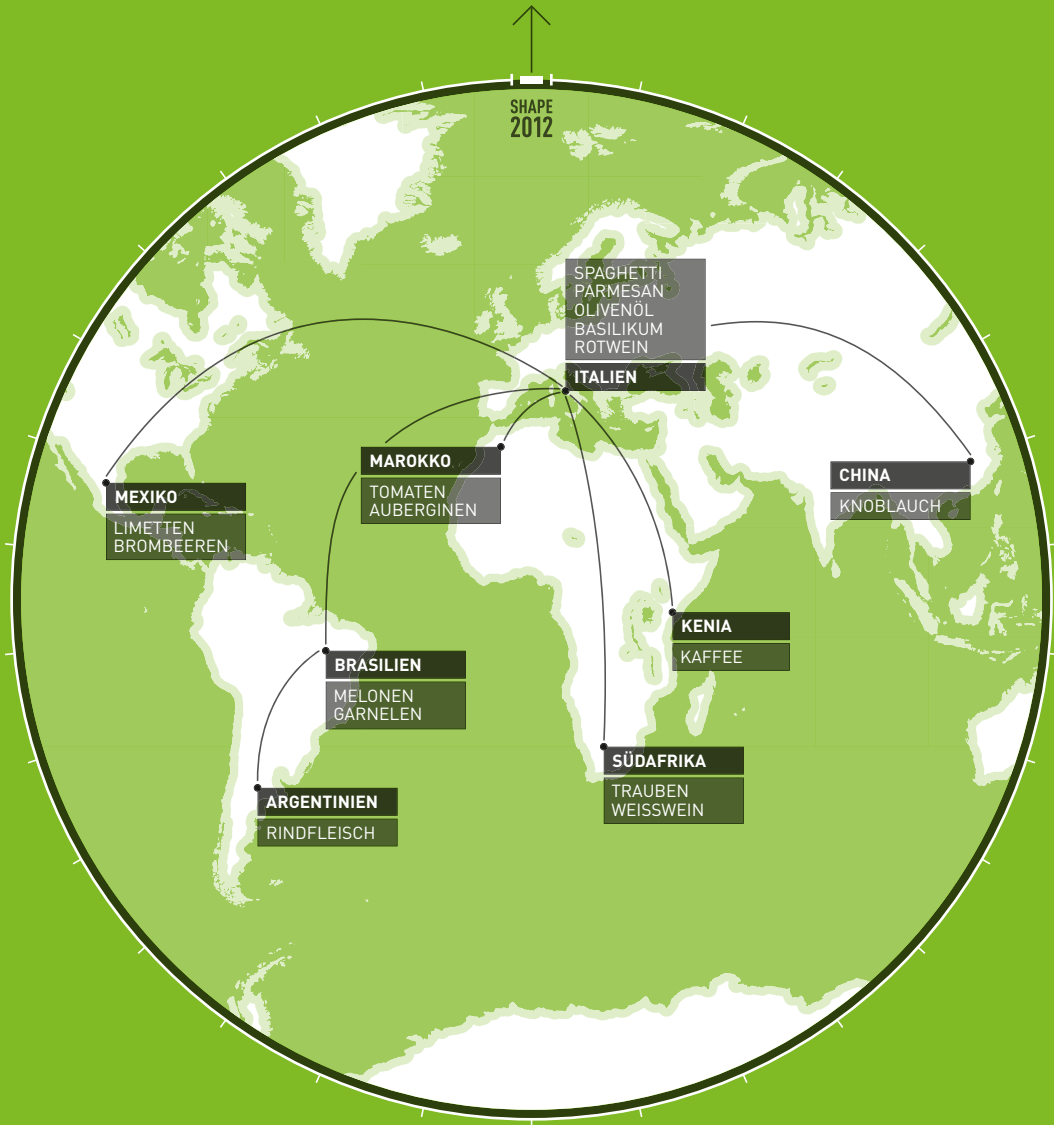 SHAPE
2012
SPAGHETTI
PARMESAN
OLIVENÖL
BASILIKUM
ROTWEIN
ITALIEN
MAROKKO
TOMATEN
AUBERGINEN
CHINA
KNOBLAUCH
MEXIKO
LIMETTEN
BROMBEEREN
KENIA
KAFFEE
BRASILIEN
MELONEN
GARNELEN
SÜDAFRIKA
TRAUBEN
WEISSWEIN
ARGENTINIEN
RINDFLEISCH